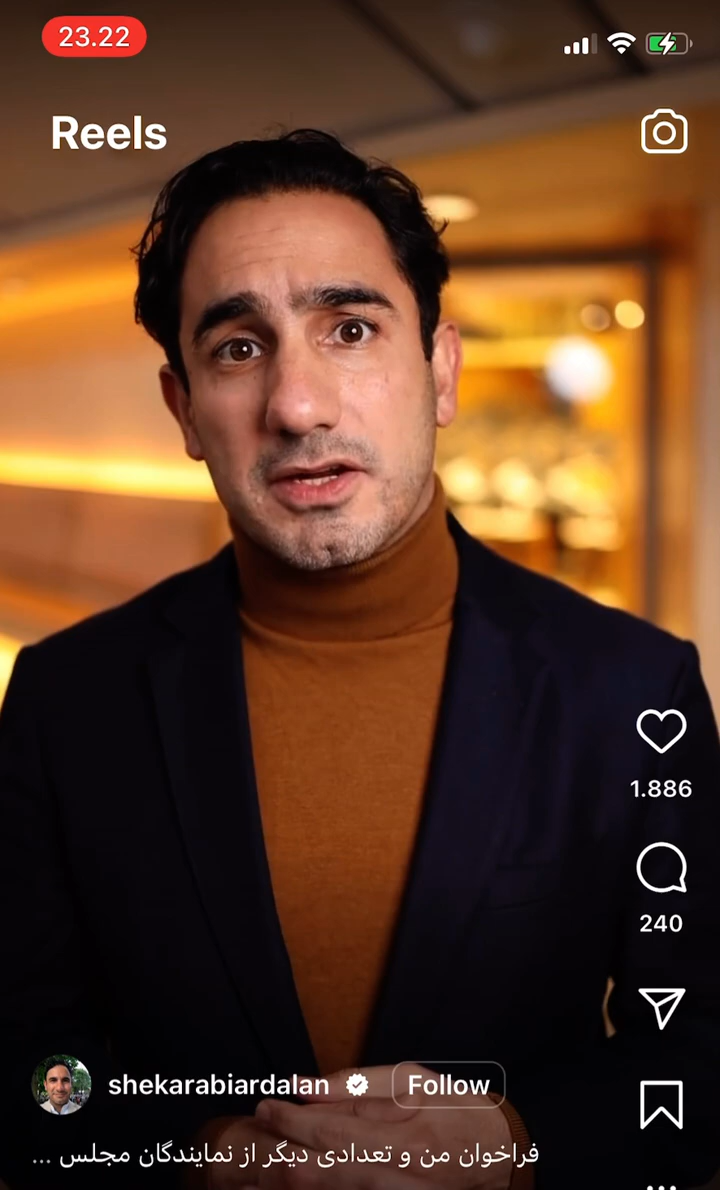 23.22
Reels
1.886
240
shekarabiardalan Follow
فراخوان من و تعدادی دیگر از نمایندگان مجلس ...